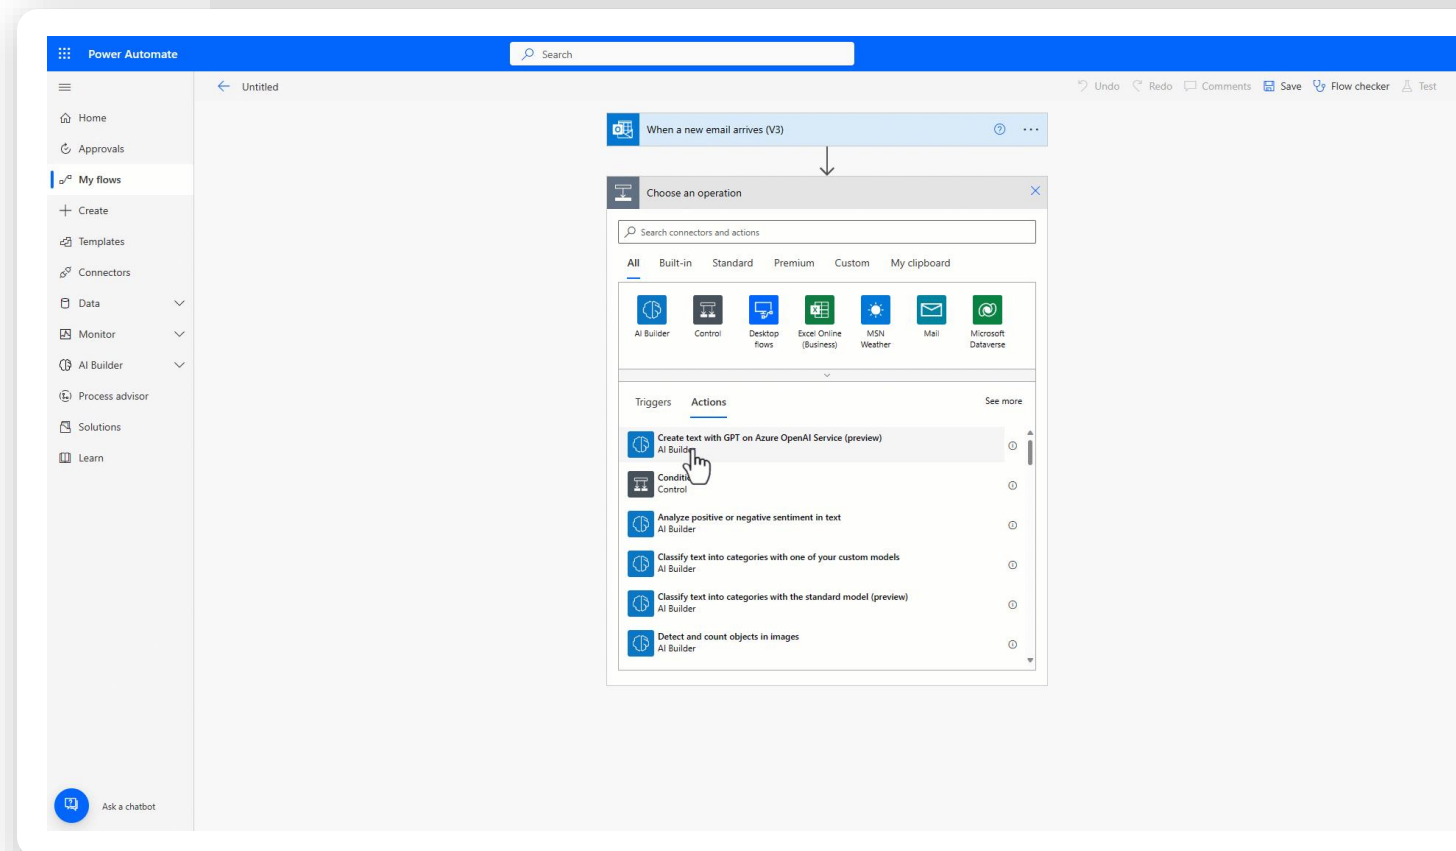 Power Automate
Search
Untitled
Undo Redo Comments Save Flow checker Test
Home
Approvals
My flows
Create
Templates
Connectors
Data
Monitor
AI Builder
Process advisor
Solutions
Learn
Ask a chatbot
When a new email arrives (V3)
Choose an operation
Search connectors and actions
All Built-in Standard Premium Custom My clipboard
AI Builder
Control
Desktop
flows
Excel Online
(Business)
MSN
Weather
Mail
Microsoft
Dataverse
Triggers Actions See more
Create text with GPT on Azure OpenAI Service (preview)
AI Builde
Conditi
Control
Analyze positive or negative sentiment in text
AI Builder
Classify text into categories with one of your custom models
AI Builder
Classify text into categories with the standard model (preview)
AI Builder
Detect and count objects in images
AI Builder